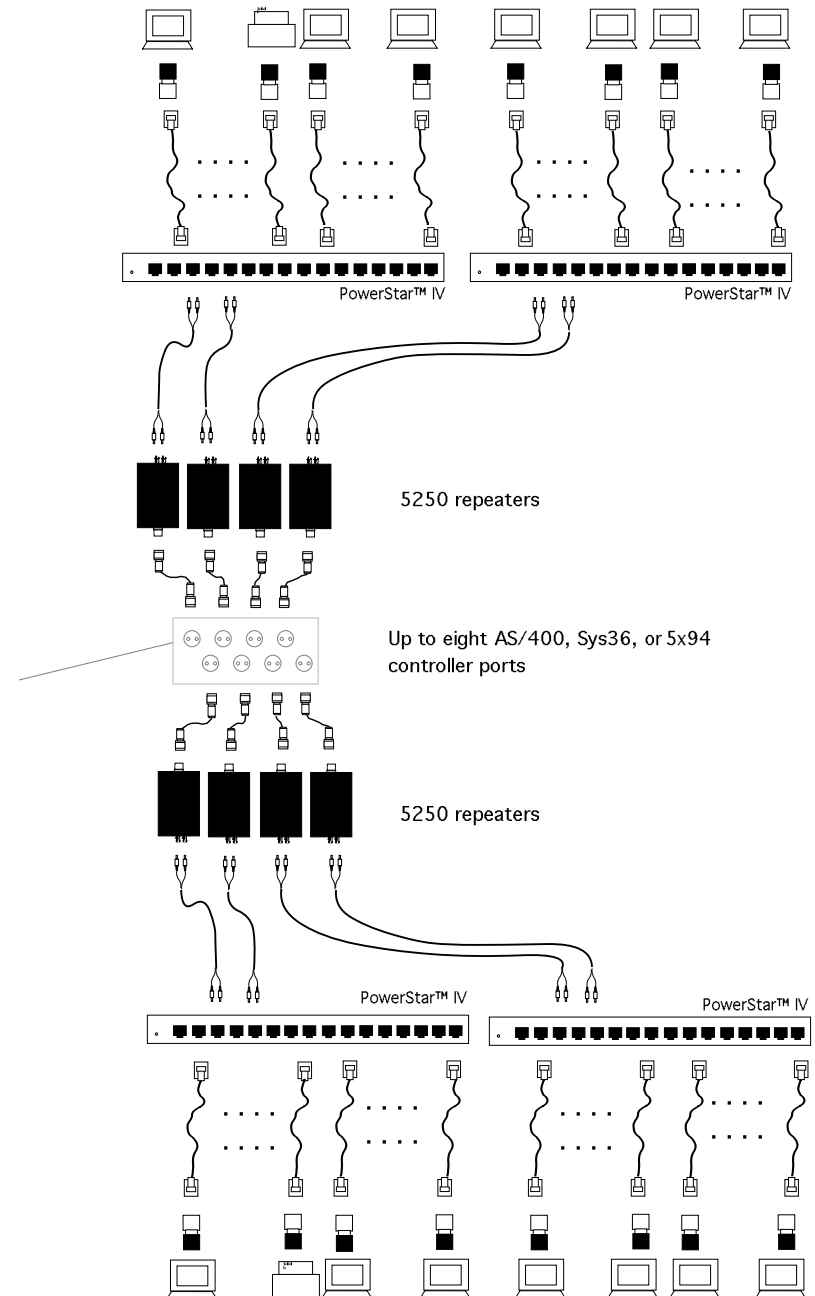 PowerStar™ IV
PowerStar™ IV
5250 repeaters
Up to eight AS/400, Sys36, or 5x94
controller ports
5250 repeaters
PowerStar™ IV
PowerStar™ IV